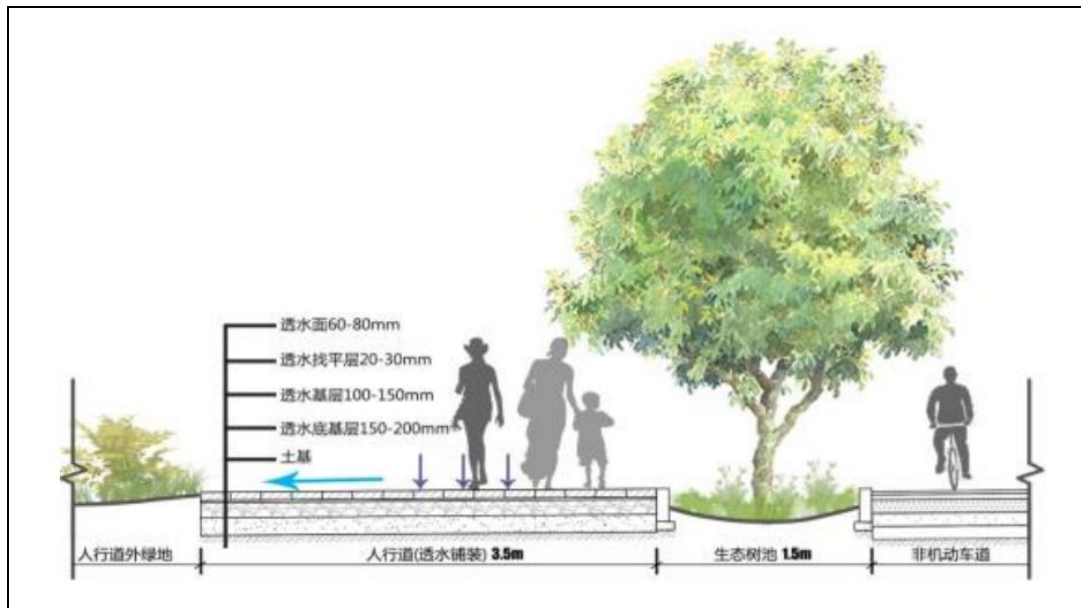 透水面60-80mm
透水找平层20-30mm
透水基层100-150mm
透水底基层150-200mm
土基
人行道外绿地
人行道(透水铺装) 3.5m
生态树池 1.5m
非机动车道